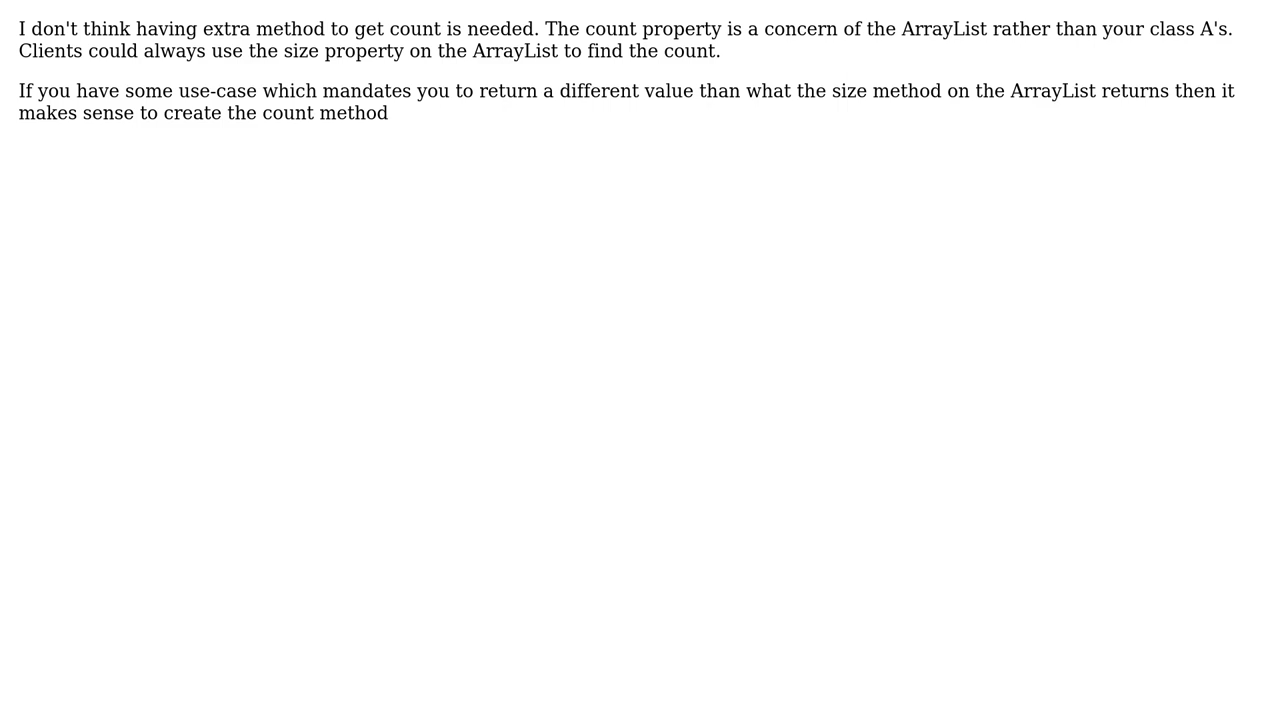 I don't think having extra method to get count is needed. The count property is a concern of the ArrayList rather than your class A's.
Clients could always use the size property on the ArrayList to find the count.
If you have some use-case which mandates you to return a different value than what the size method on the ArrayList returns then it
makes sense to create the count method